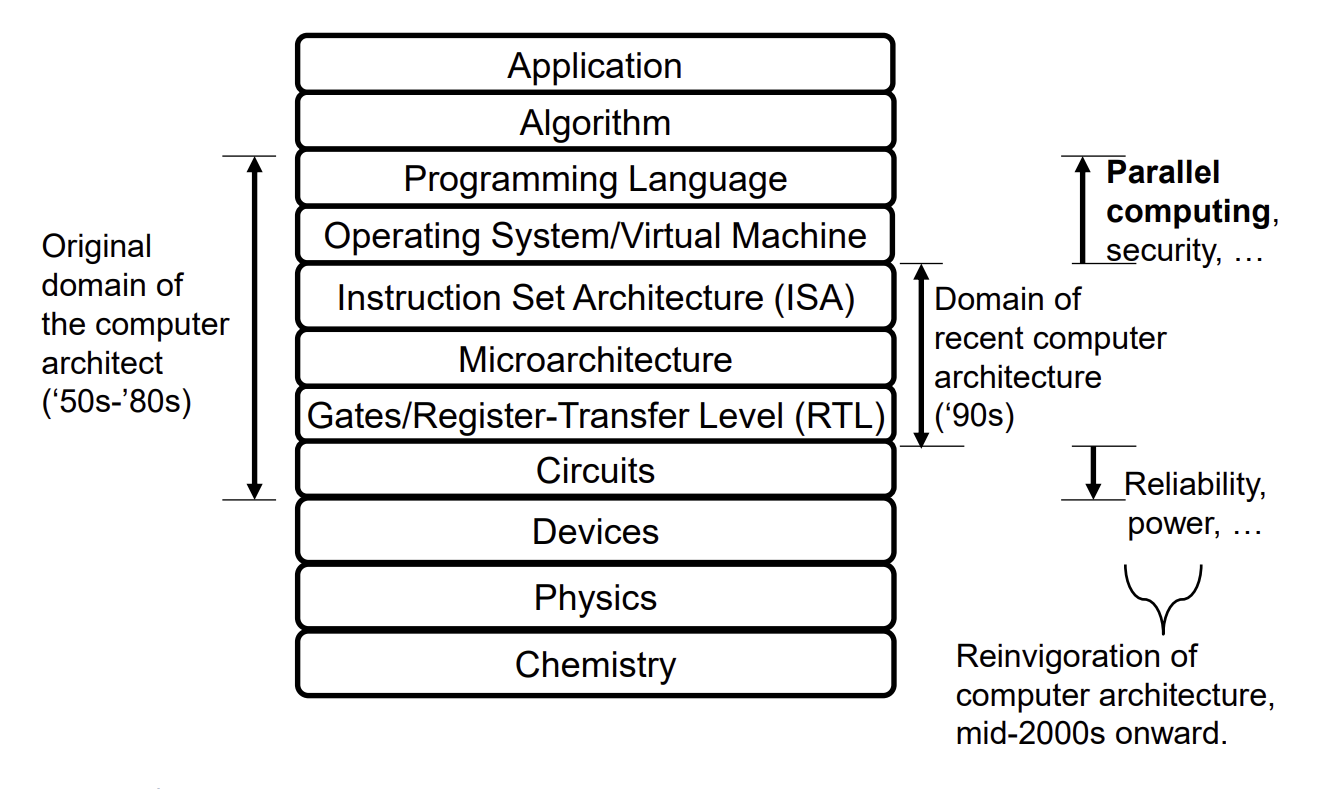 Application
Algorithm
Programming Language
Operating System/Virtual Machine
Instruction Set Architecture (ISA)
Microarchitecture
Gates/Register-Transfer Level (RTL)
Circuits
Devices
Physics
Chemistry
Original
domain of
the computer
architect
(‘50s-’80s)
Parallel
computing,
security, …
Domain of
recent computer
architecture
(‘90s)
Reliability,
power, …
Reinvigoration of
computer architecture,
mid-2000s onward.